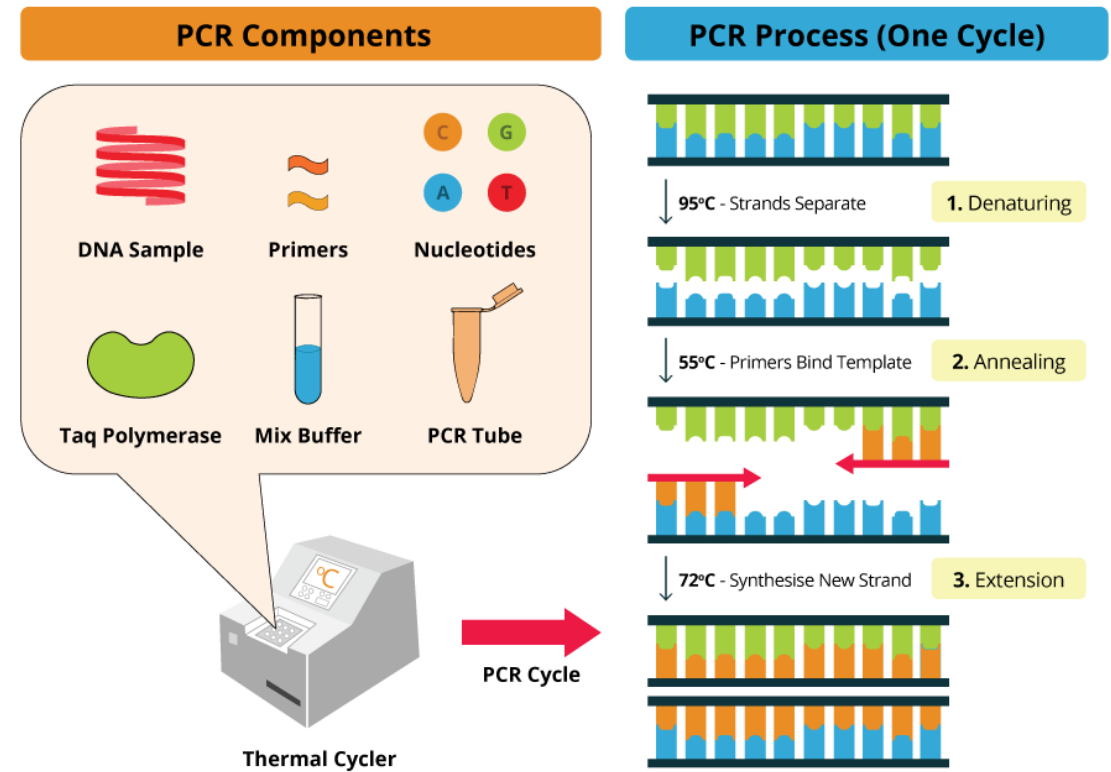 PCR Components
PCR Process (One Cycle)
C
G
A
T
DNA Sample
Primers
Nucleotides
Taq Polymerase
Mix Buffer
PCR Tube
°C
PCR Cycle
Thermal Cycler
95°C - Strands Separate
1. Denaturing
55°C - Primers Bind Template
2. Annealing
72°C - Synthesise New Strand
3. Extension